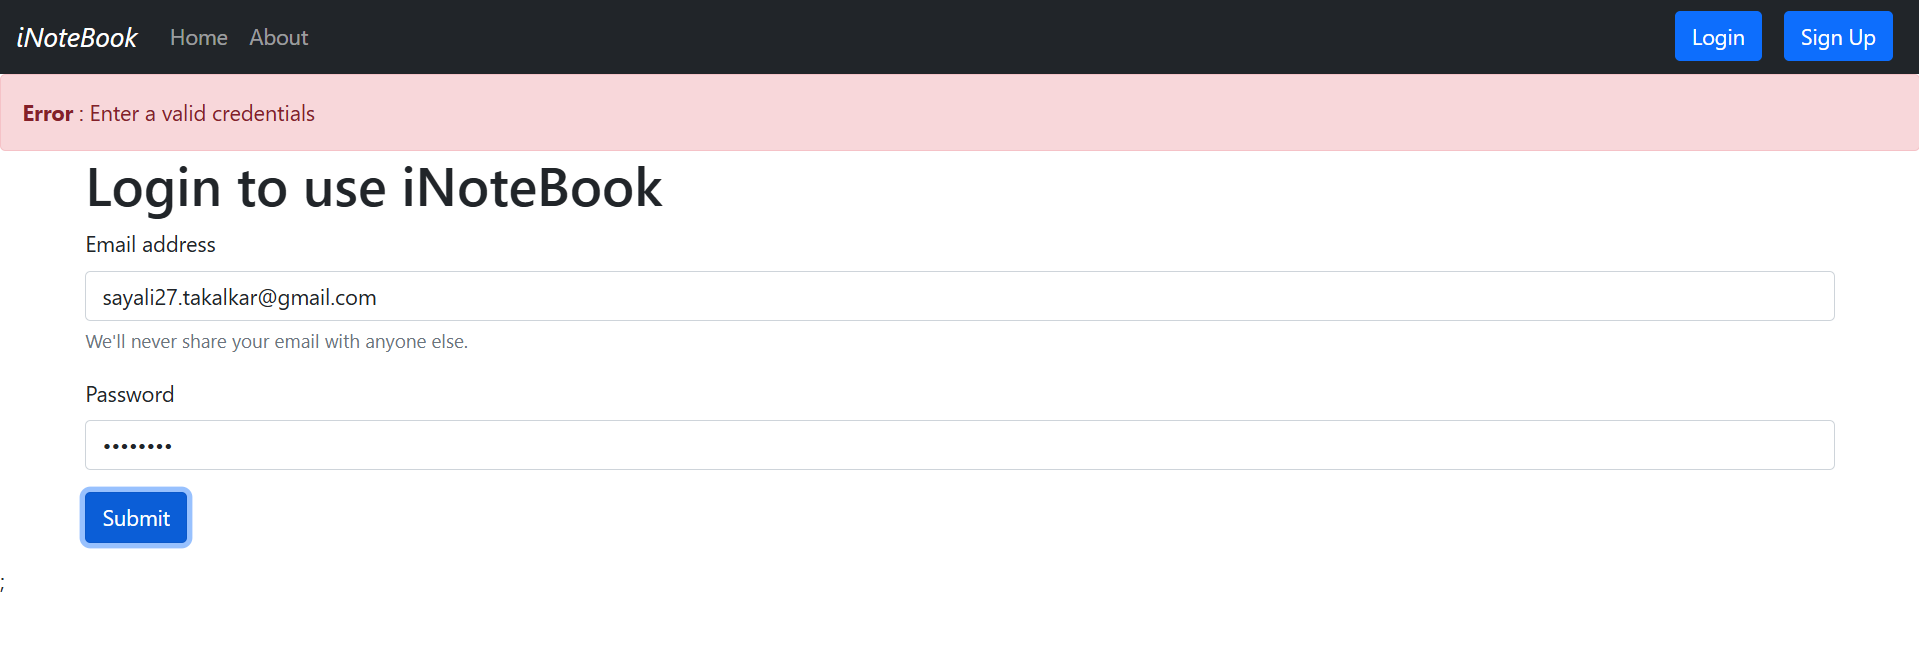 iNoteBook Home About Login Sign Up
Error : Enter a valid credentials
Login to use iNoteBook
Email address
sayali27.takalkar@gmail.com
We'll never share your email with anyone else.
Password
••••••••
Submit
;